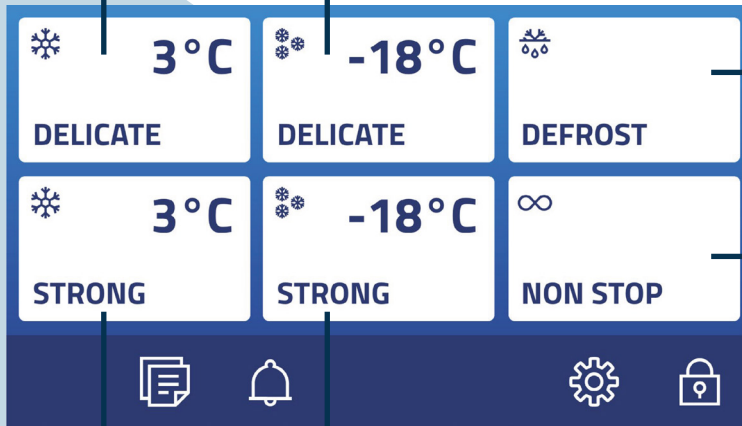 3°C
DELICATE
-18°C
DELICATE
DEFROST
3°C
STRONG
-18°C
STRONG
NON STOP